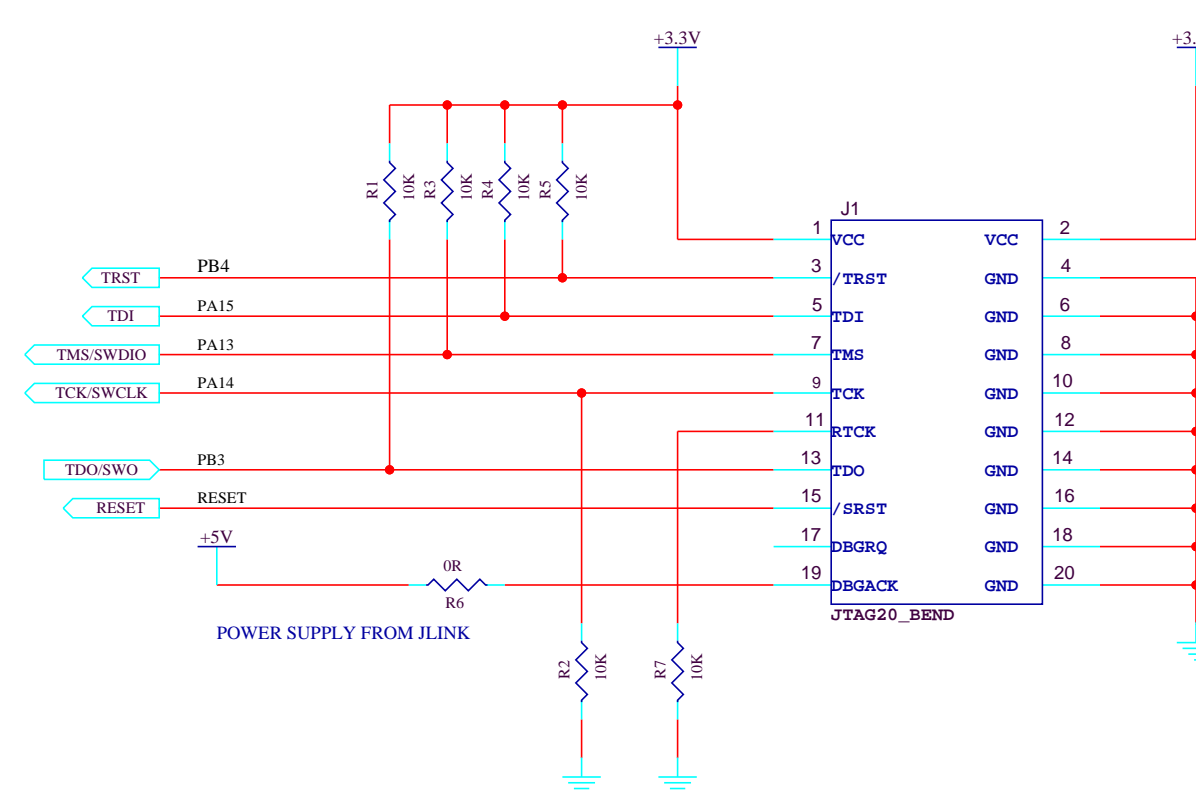 +3.3V
+3.
R1
10K
R3
10K
R4
10K
R5
10K
J1
1
VCC
VCC
2
TRST
PB4
3
/TRST
GND
4
TDI
PA15
5
TDI
GND
6
TMS/SWDIO
PA13
7
TMS
GND
8
TCK/SWCLK
PA14
9
TCK
GND
10
11
RTCK
GND
12
TDO/SWO
PB3
13
TDO
GND
14
RESET
RESET
15
/SRST
GND
16
+5V
17
DBGRQ
GND
18
0R
R6
19
DBGACK
GND
20
JTAG20_BEND
POWER SUPPLY FROM JLINK
R2
10K
R7
10K